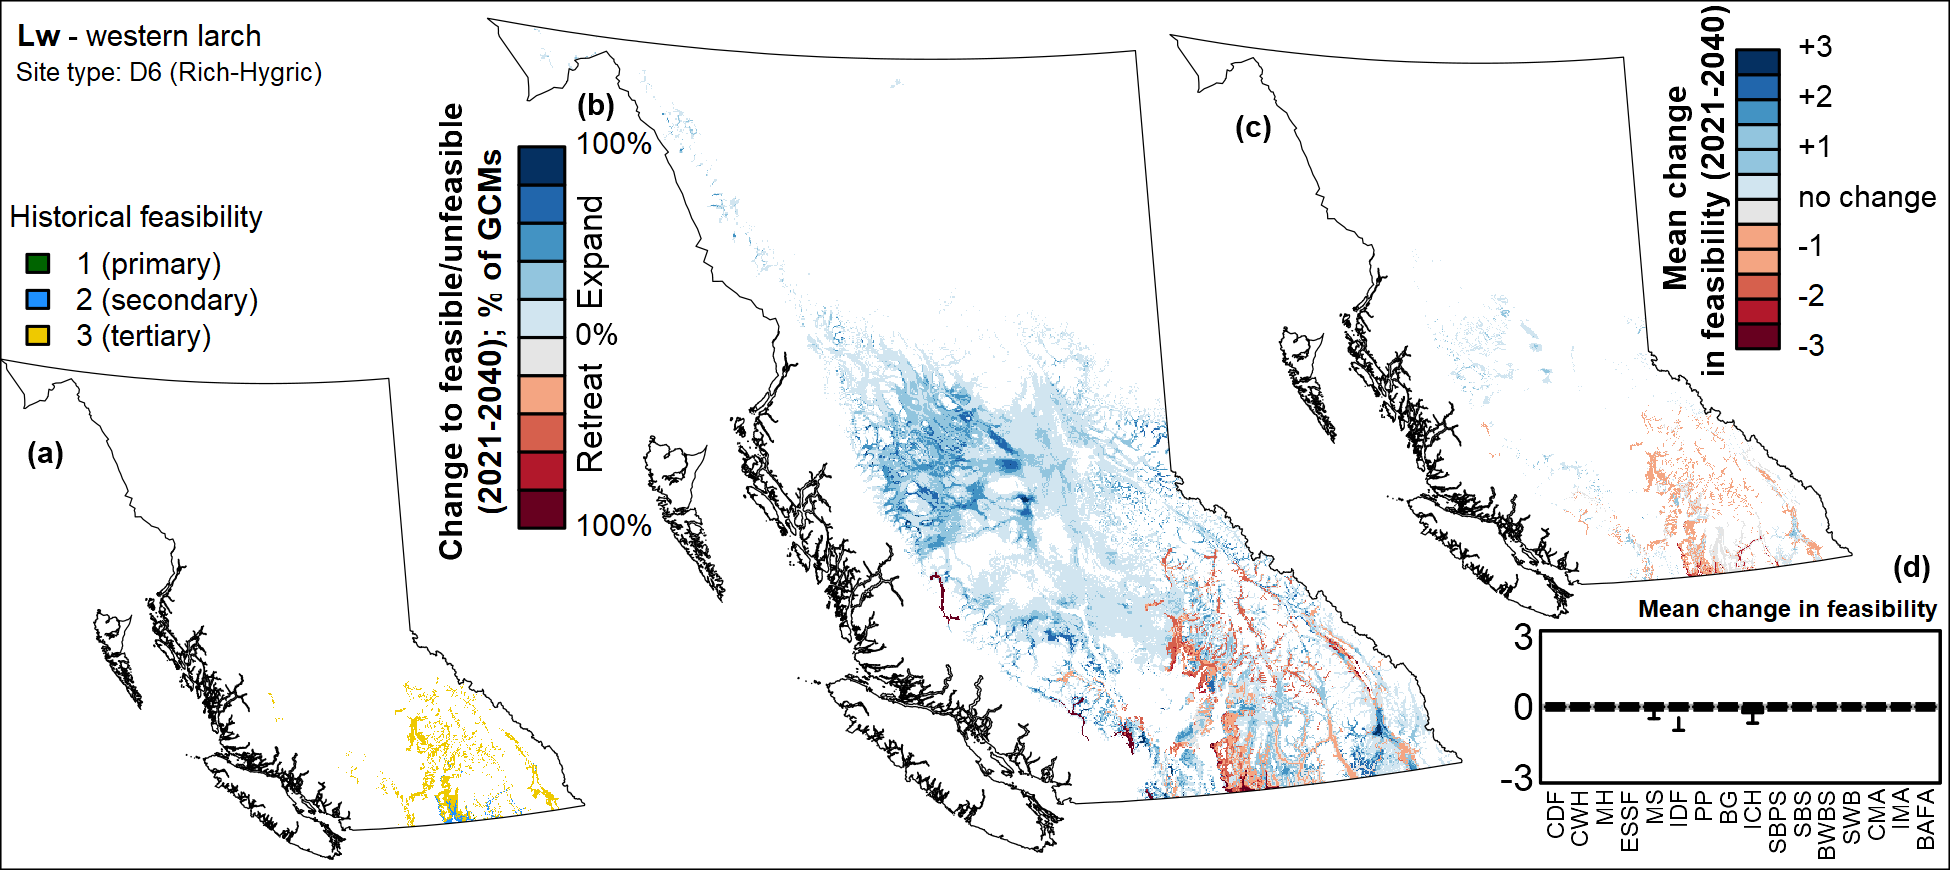 Lw - western larch
Site type: D6 (Rich-Hygric)
Historical feasibility
1 (primary)
2 (secondary)
3 (tertiary)
(a)
(b)
Change to feasible/unfeasible
(2021-2040); % of GCMs
100%
Expand
0%
Retreat
100%
(c)
Mean change
in feasibility (2021-2040)
+3
+2
+1
no change
-1
-2
-3
(d)
Mean change in feasibility
3
0
-3
CDF
CWH
MH
ESSF
MS
IDF
PP
BG
ICH
SBPS
SBS
BWBS
SWB
CMA
IMA
BAFA